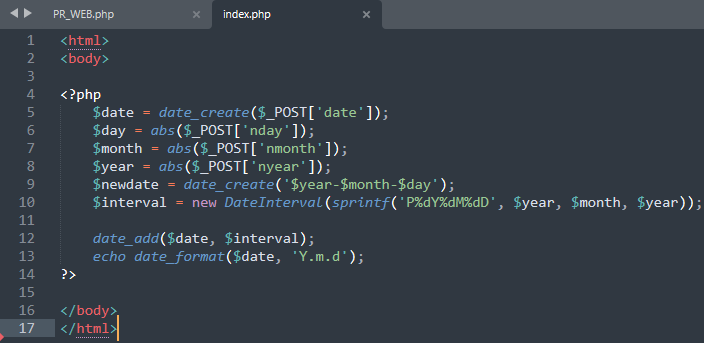 PR_WEB.php × index.php ×
1 <html>
2 <body>
3
4 <?php
5 $date = date_create($_POST['date']);
6 $day = abs($_POST['nday']);
7 $month = abs($_POST['nmonth']);
8 $year = abs($_POST['nyear']);
9 $newdate = date_create('$year-$month-$day');
10 $interval = new DateInterval(sprintf('P%dY%dM%dD', $year, $month, $year));
11
12 date_add($date, $interval);
13 echo date_format($date, 'Y.m.d');
14 ?>
15
16 </body>
17 </html>